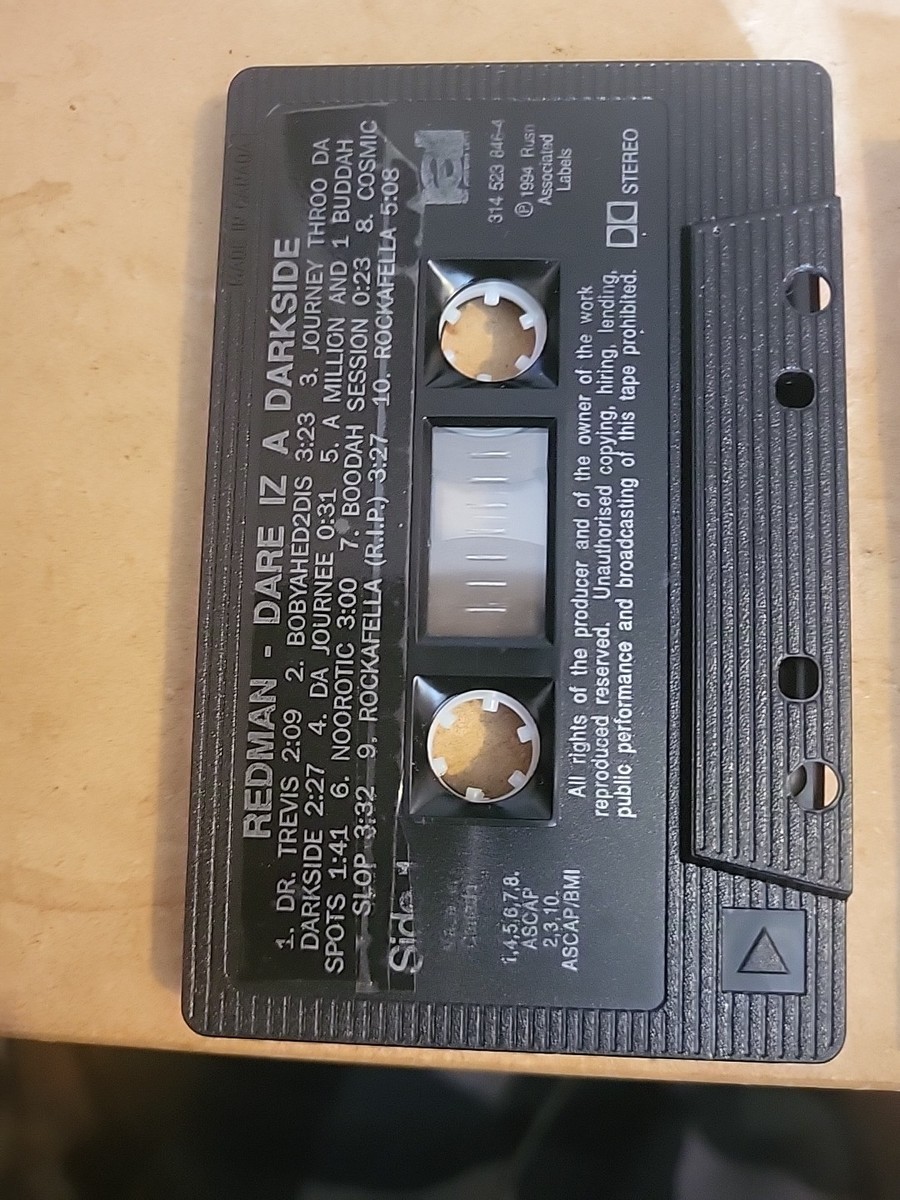 MADE IN CANADA
REDMAN - DARE IZ A DARKSIDE
1. DR. TREVIS 2:09 2. BOBYAHED2DIS 3:23 3. JOURNEY THROO DA
DARKSIDE 2:27 4. DA JOURNEE 0:31 5. A MILLION AND 1 BUDDAH
SPOTS 1:41 6. NOOROTIC 3:00 7. BOODAH SESSION 0:23 8. COSMIC
SLOP 3:32 9. ROCKAFELLA (R.I.P.) 3:27 10. ROCKAFELLA 5:08
Side 1
314 523 846-4
℗ 1994 Rush
Associated
Labels
1,4,5,6,7,8.
ASCAP
2,3,10.
ASCAP/BMI
All rights of the producer and of the owner of the work
reproduced reserved. Unauthorised copying, hiring, lending,
public performance and broadcasting of this tape prohibited.
STEREO